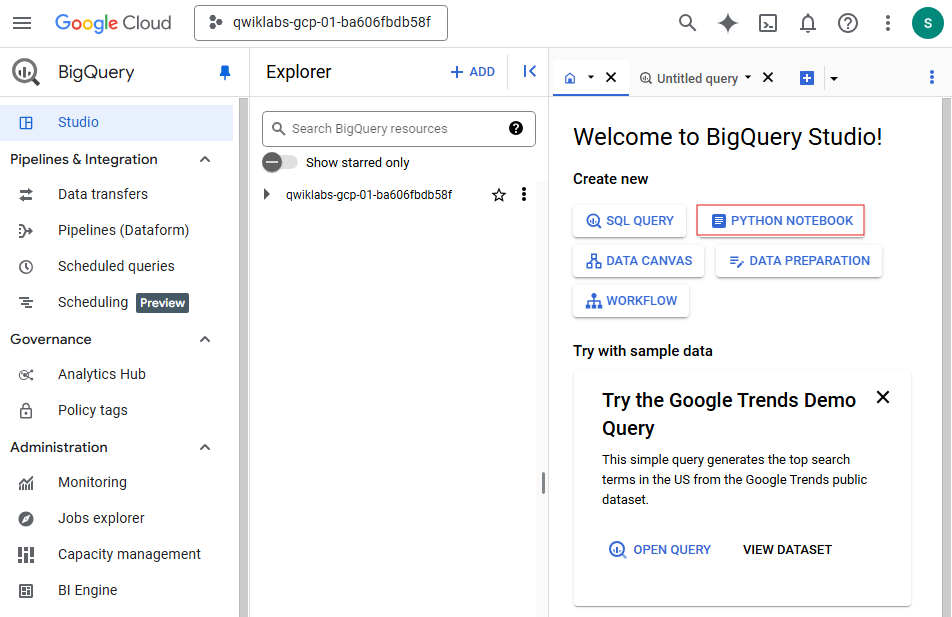 Google Cloud
qwiklabs-gcp-01-ba606fbdb58f
S
BigQuery
Studio
Pipelines & Integration
Data transfers
Pipelines (Dataform)
Scheduled queries
Scheduling Preview
Governance
Analytics Hub
Policy tags
Administration
Monitoring
Jobs explorer
Capacity management
BI Engine
Explorer
+ ADD
Search BigQuery resources
Show starred only
qwiklabs-gcp-01-ba606fbdb58f
Untitled query
Welcome to BigQuery Studio!
Create new
SQL QUERY
PYTHON NOTEBOOK
DATA CANVAS
DATA PREPARATION
WORKFLOW
Try with sample data
Try the Google Trends Demo
Query
This simple query generates the top search
terms in the US from the Google Trends public
dataset.
OPEN QUERY
VIEW DATASET